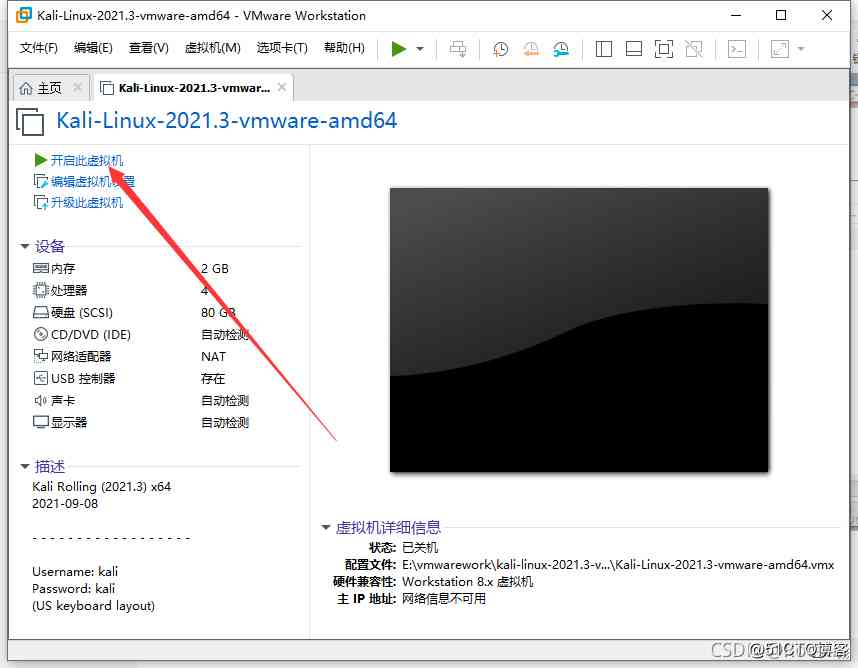 Kali-Linux-2021.3-vmware-amd64 - VMware Workstation
文件(F) 编辑(E) 查看(V) 虚拟机(M) 选项卡(T) 帮助(H)
主页 Kali-Linux-2021.3-vmwar...
Kali-Linux-2021.3-vmware-amd64
开启此虚拟机
编辑虚拟机设置
升级此虚拟机
设备
内存 2 GB
处理器 4
硬盘 (SCSI) 80 GB
CD/DVD (IDE) 自动检测
网络适配器 NAT
USB 控制器 存在
声卡 自动检测
显示器 自动检测
描述
Kali Rolling (2021.3) x64
2021-09-08
- - - - - - - - - - - - - - - - - -
Username: kali
Password: kali
(US keyboard layout)
虚拟机详细信息
状态: 已关机
配置文件: E:\vmwarework\kali-linux-2021.3-v...\Kali-Linux-2021.3-vmware-amd64.vmx
硬件兼容性: Workstation 8.x 虚拟机
主 IP 地址: 网络信息不可用
@51CTO博客